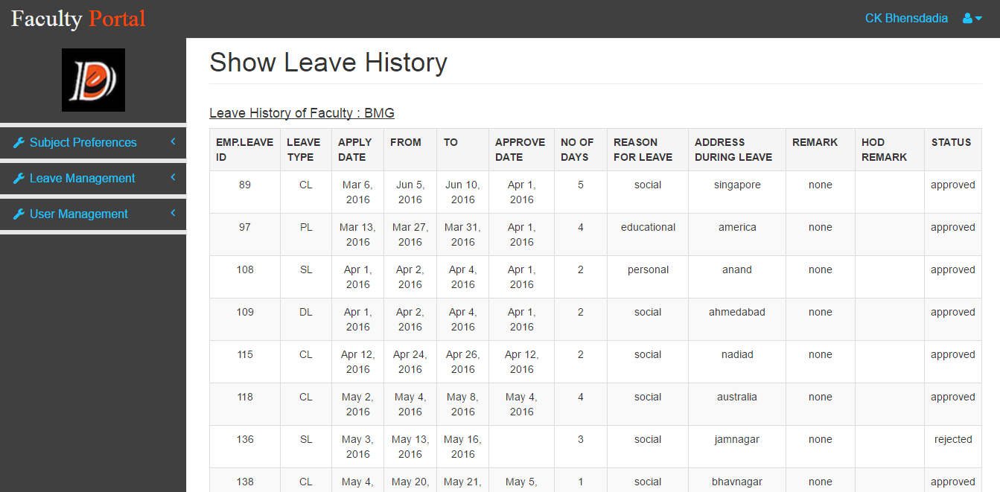 Faculty Portal
CK Bhensdadia
Show Leave History
Subject Preferences
Leave Management
User Management
Leave History of Faculty : BMG
EMP.LEAVE ID LEAVE TYPE APPLY DATE FROM TO APPROVE DATE NO OF DAYS REASON FOR LEAVE ADDRESS DURING LEAVE REMARK HOD REMARK STATUS
89 CL Mar 6, 2016 Jun 5, 2016 Jun 10, 2016 Apr 1, 2016 5 social singapore none approved
97 PL Mar 13, 2016 Mar 27, 2016 Mar 31, 2016 Apr 1, 2016 4 educational america none approved
108 SL Apr 1, 2016 Apr 2, 2016 Apr 4, 2016 Apr 1, 2016 2 personal anand none approved
109 DL Apr 1, 2016 Apr 2, 2016 Apr 4, 2016 Apr 1, 2016 2 social ahmedabad none approved
115 CL Apr 12, 2016 Apr 24, 2016 Apr 26, 2016 Apr 12, 2016 2 social nadiad none approved
118 CL May 2, 2016 May 4, 2016 May 8, 2016 May 4, 2016 4 social australia none approved
136 SL May 3, 2016 May 13, 2016 May 16, 2016 3 social jamnagar none rejected
138 CL May 4, May 20, May 21, May 5, 1 social bhavnagar none approved